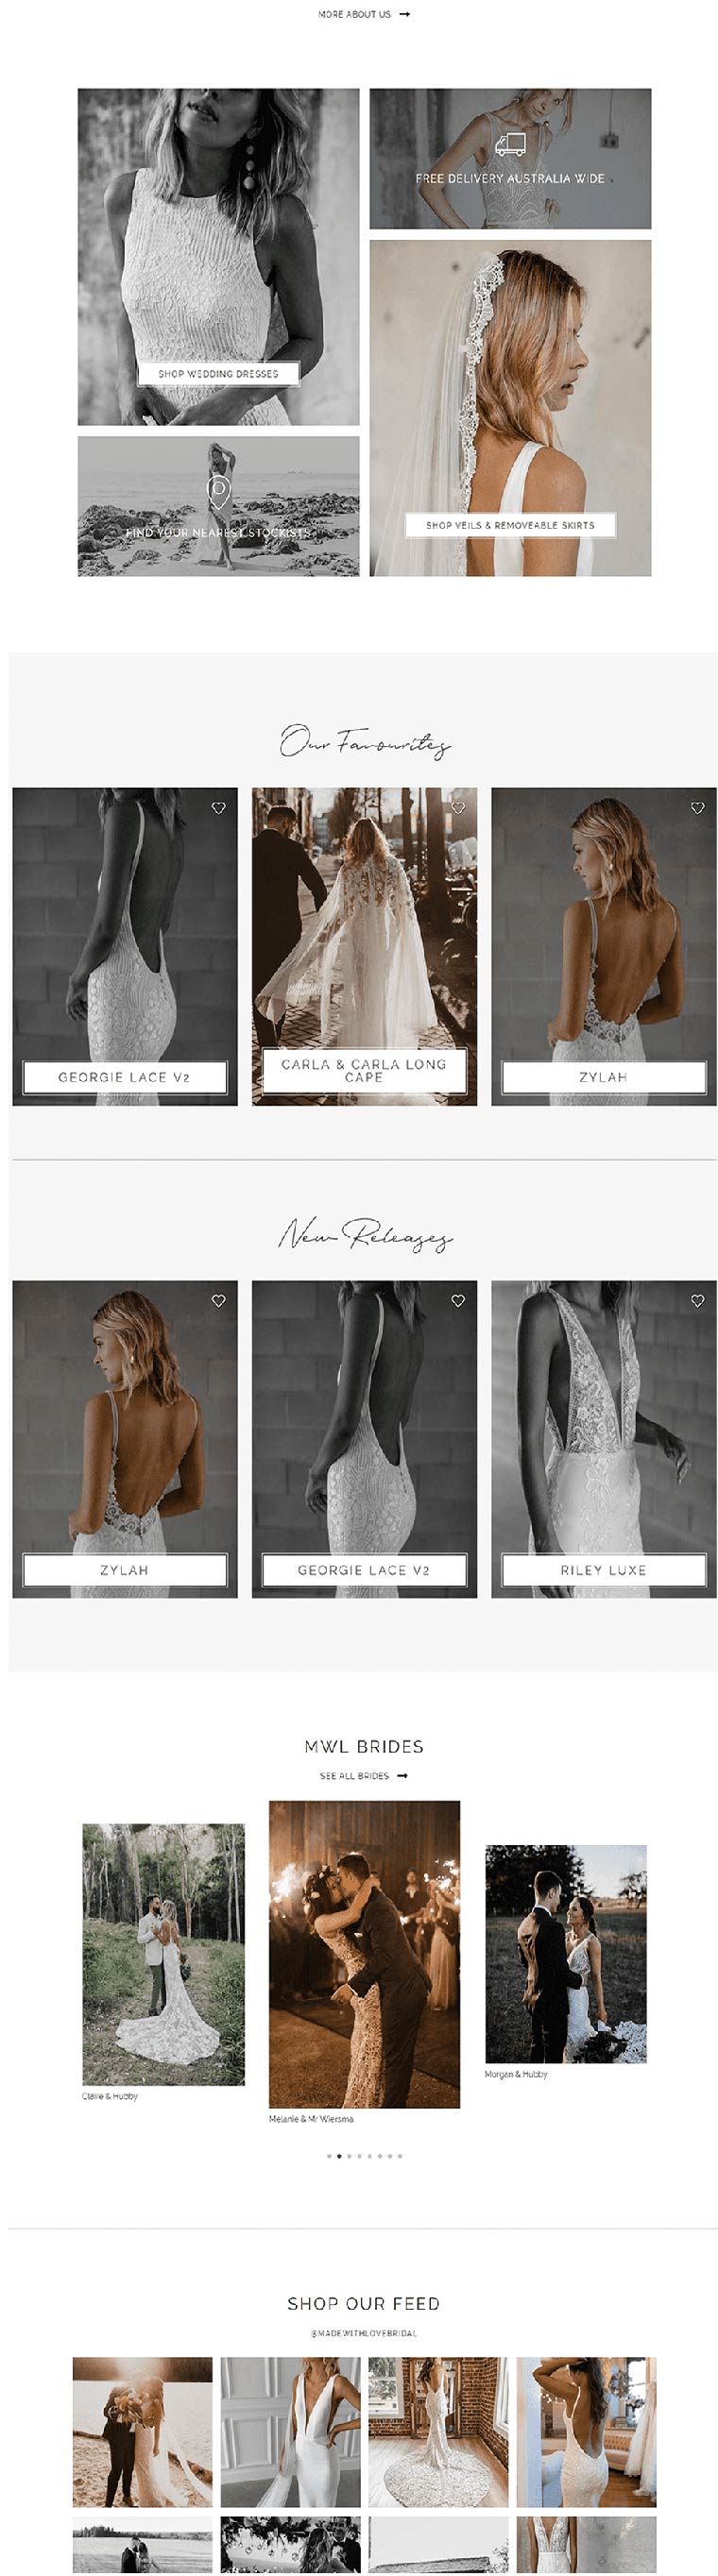 MORE ABOUT US
FREE DELIVERY AUSTRALIA WIDE
SHOP WEDDING DRESSES
SHOP VEILS & REMOVEABLE SKIRTS
FIND YOUR NEAREST STOCKISTS
Our Favourites
GEORGIE LACE V2
CARLA & CARLA LONG
CAPE
ZYLAH
New Releases
ZYLAH
GEORGIE LACE V2
RILEY LUXE
MWL BRIDES
SEE ALL BRIDES
Claire & Hubby
Melanie & Mr Wiersma
Morgan & Hubby
SHOP OUR FEED
@MADEWITHLOVEBRIDAL